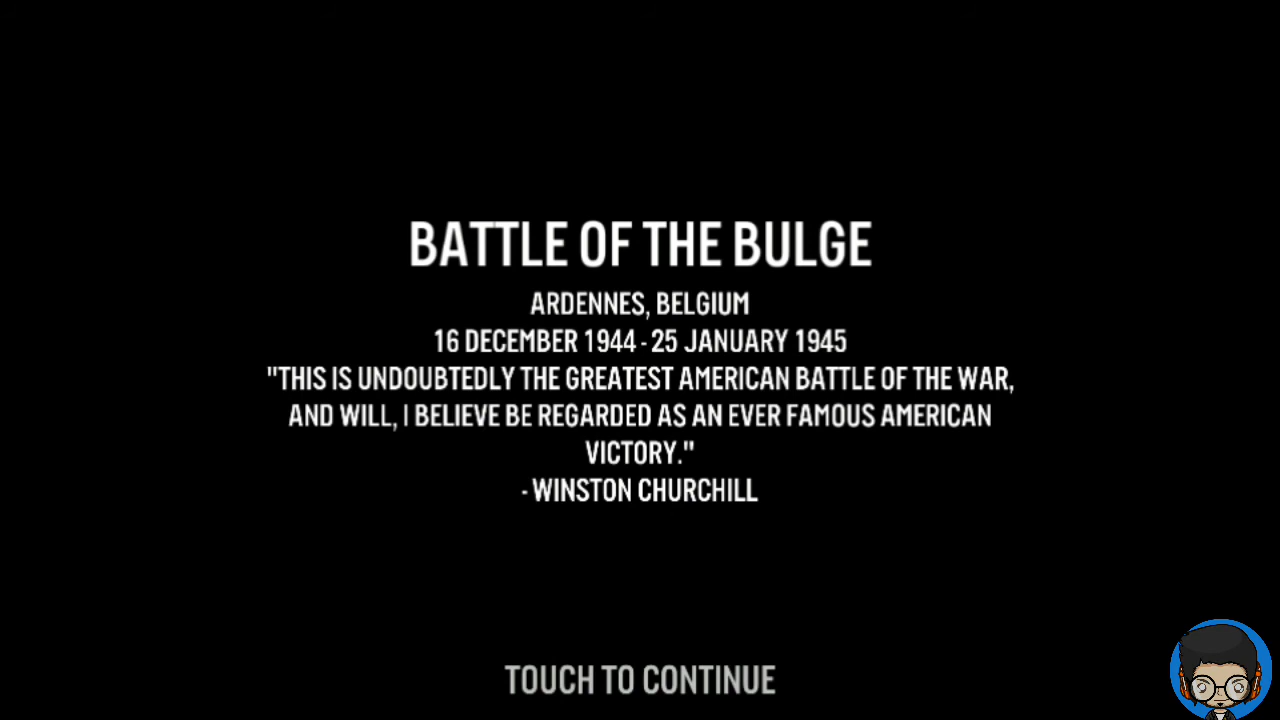 BATTLE OF THE BULGE
ARDENNES, BELGIUM
16 DECEMBER 1944 - 25 JANUARY 1945
"THIS IS UNDOUBTEDLY THE GREATEST AMERICAN BATTLE OF THE WAR,
AND WILL, I BELIEVE BE REGARDED AS AN EVER FAMOUS AMERICAN
VICTORY."
- WINSTON CHURCHILL
TOUCH TO CONTINUE